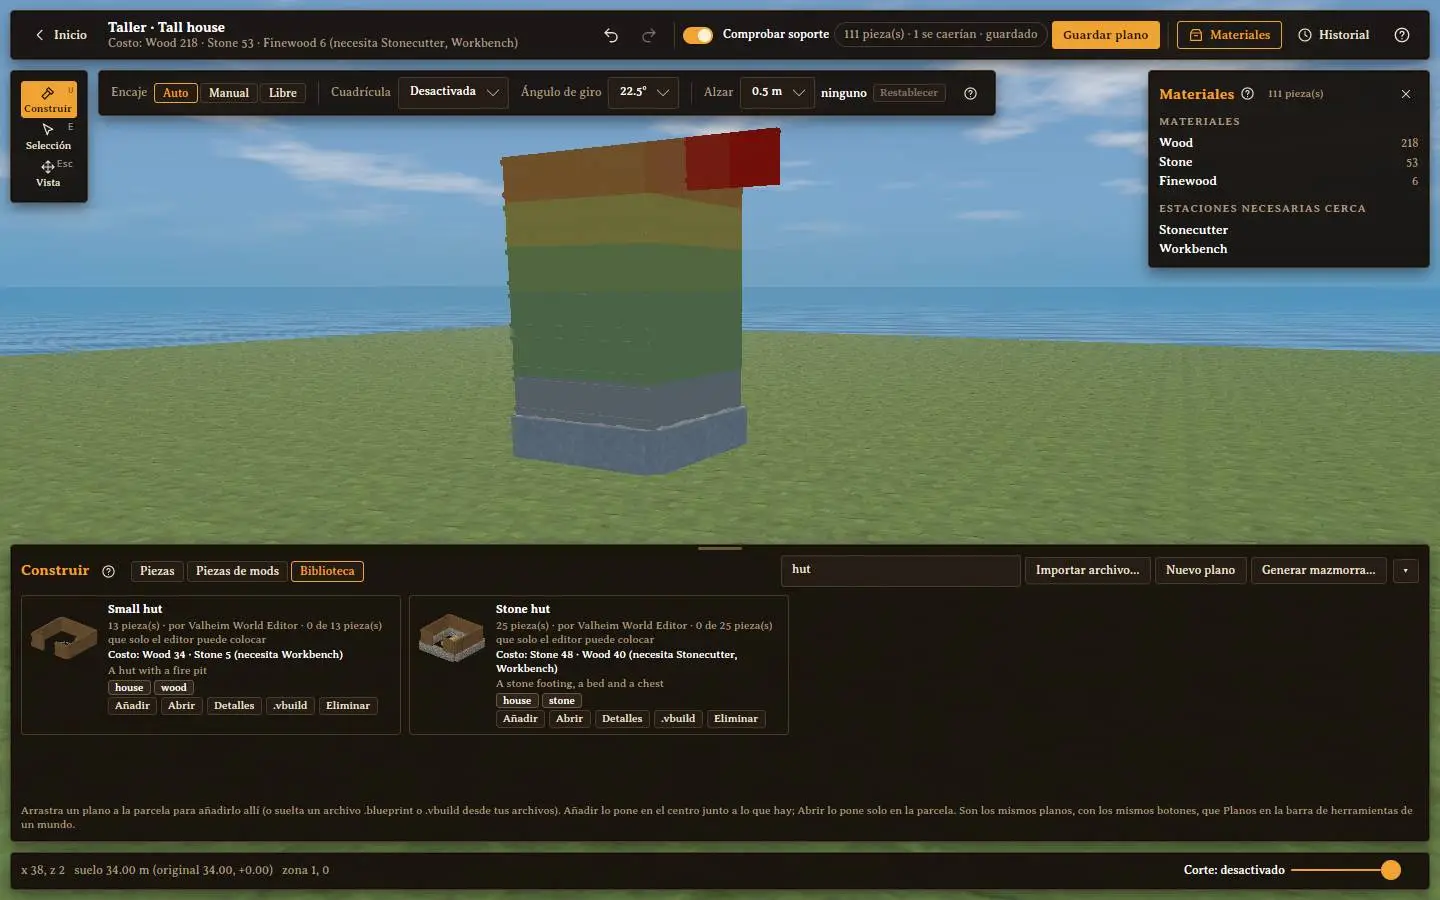 Inicio
Taller · Tall house
Costo: Wood 218 · Stone 53 · Finewood 6 (necesita Stonecutter, Workbench)
Comprobar soporte
111 pieza(s) · 1 se caerían · guardado
Guardar plano
Materiales
Historial
Construir
U
Selección
E
Vista
Esc
Encaje
Auto
Manual
Libre
Cuadrícula
Desactivada
Ángulo de giro
22.5°
Alzar
0.5 m
ninguno
Restablecer
Materiales
111 pieza(s)
MATERIALES
Wood 218
Stone 53
Finewood 6
ESTACIONES NECESARIAS CERCA
Stonecutter
Workbench
Construir
Piezas
Piezas de mods
Biblioteca
hut
Importar archivo...
Nuevo plano
Generar mazmorra...
Small hut
13 pieza(s) · por Valheim World Editor · 0 de 13 pieza(s)
que solo el editor puede colocar
Costo: Wood 34 · Stone 5 (necesita Workbench)
A hut with a fire pit
house wood
Añadir Abrir Detalles .vbuild Eliminar
Stone hut
25 pieza(s) · por Valheim World Editor · 0 de 25 pieza(s)
que solo el editor puede colocar
Costo: Stone 48 · Wood 40 (necesita Stonecutter,
Workbench)
A stone footing, a bed and a chest
house stone
Añadir Abrir Detalles .vbuild Eliminar
Arrastra un plano a la parcela para añadirlo allí (o suelta un archivo .blueprint o .vbuild desde tus archivos). Añadir lo pone en el centro junto a lo que hay; Abrir lo pone solo en la parcela. Son los mismos planos, con los mismos botones, que Planos en la barra de herramientas de
un mundo.
x 38, z 2 suelo 34.00 m (original 34.00, +0.00) zona 1, 0
Corte: desactivado